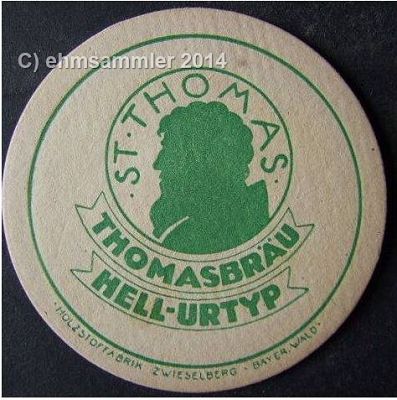 C) ehmsammler 2014
· ST · THOMAS ·
THOMASBRÄU
HELL-URTYP
· HOLZSTOFFABRIK ZWIESELBERG - BAYER. WALD ·